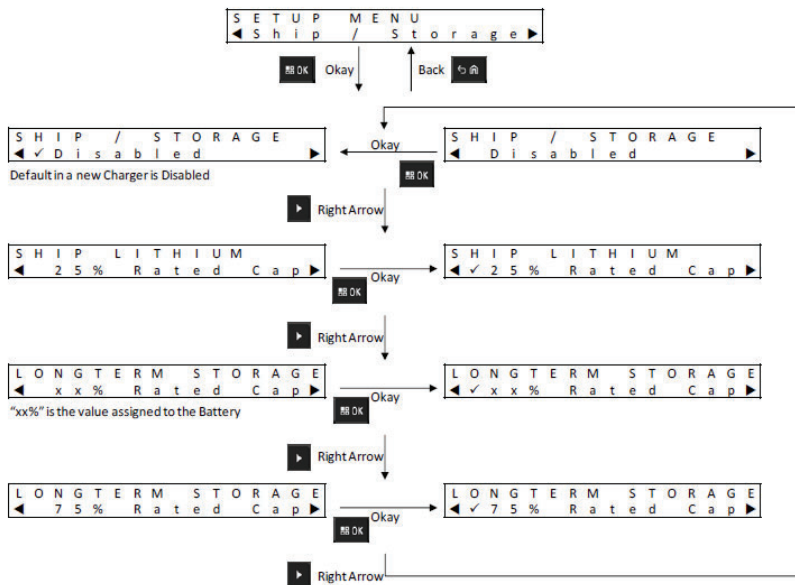 SETUP MENU
◀Ship / Storage▶
OK Okay Back
SHIP / STORAGE
◀✓Disabled ▶
Okay
OK
SHIP / STORAGE
◀ Disabled ▶
Default in a new Charger is Disabled
Right Arrow
SHIP LITHIUM
◀ 25% Rated Cap▶
Okay
OK
SHIP LITHIUM
◀✓25% Rated Cap▶
Right Arrow
LONGTERM STORAGE
◀ xx% Rated Cap▶
Okay
OK
LONGTERM STORAGE
◀✓xx% Rated Cap▶
"xx%" is the value assigned to the Battery
Right Arrow
LONGTERM STORAGE
◀ 75% Rated Cap▶
Okay
OK
LONGTERM STORAGE
◀✓75% Rated Cap▶
Right Arrow